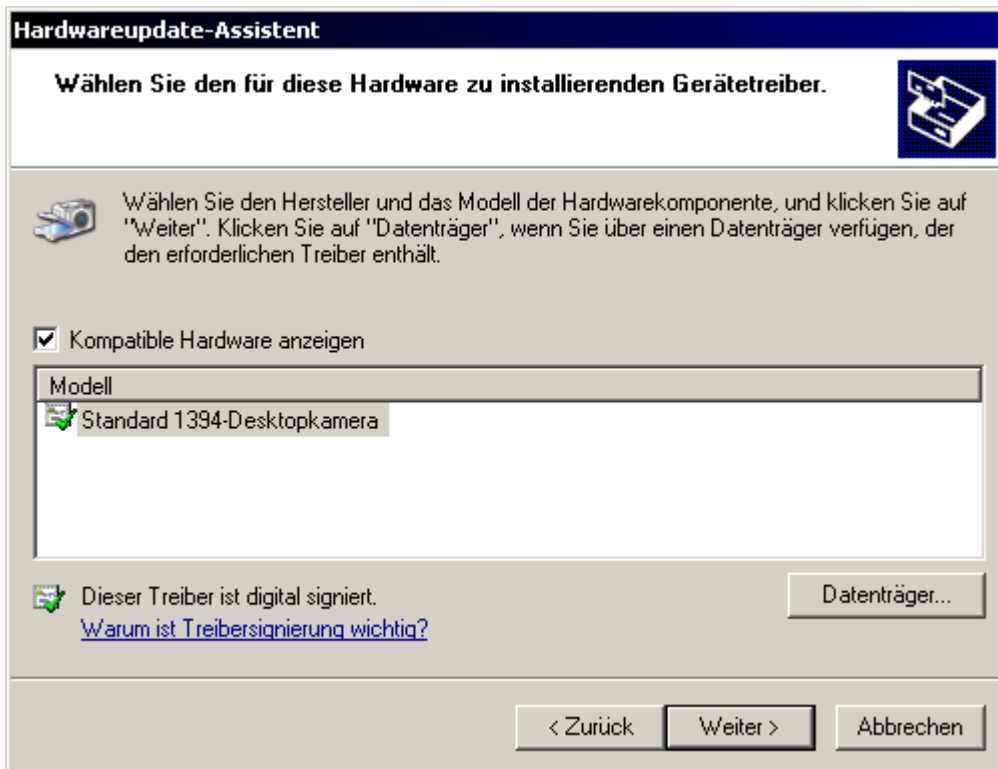 Hardwareupdate-Assistent
Wählen Sie den für diese Hardware zu installierenden Gerätetreiber.
Wählen Sie den Hersteller und das Modell der Hardwarekomponente, und klicken Sie auf
"Weiter". Klicken Sie auf "Datenträger", wenn Sie über einen Datenträger verfügen, der
den erforderlichen Treiber enthält.
Kompatible Hardware anzeigen
Modell
Standard 1394-Desktopkamera
Dieser Treiber ist digital signiert.
Warum ist Treibersignierung wichtig?
Datenträger...
< Zurück
Weiter >
Abbrechen